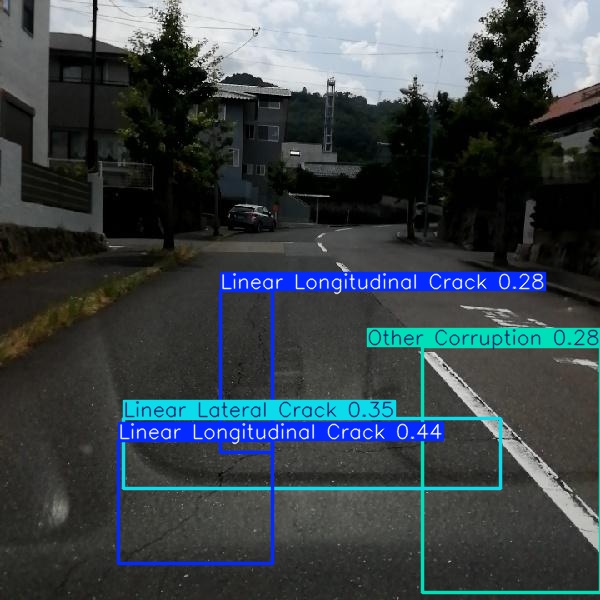 Linear Longitudinal Crack 0.28
Other Corruption 0.28
Linear Lateral Crack 0.35
Linear Longitudinal Crack 0.44